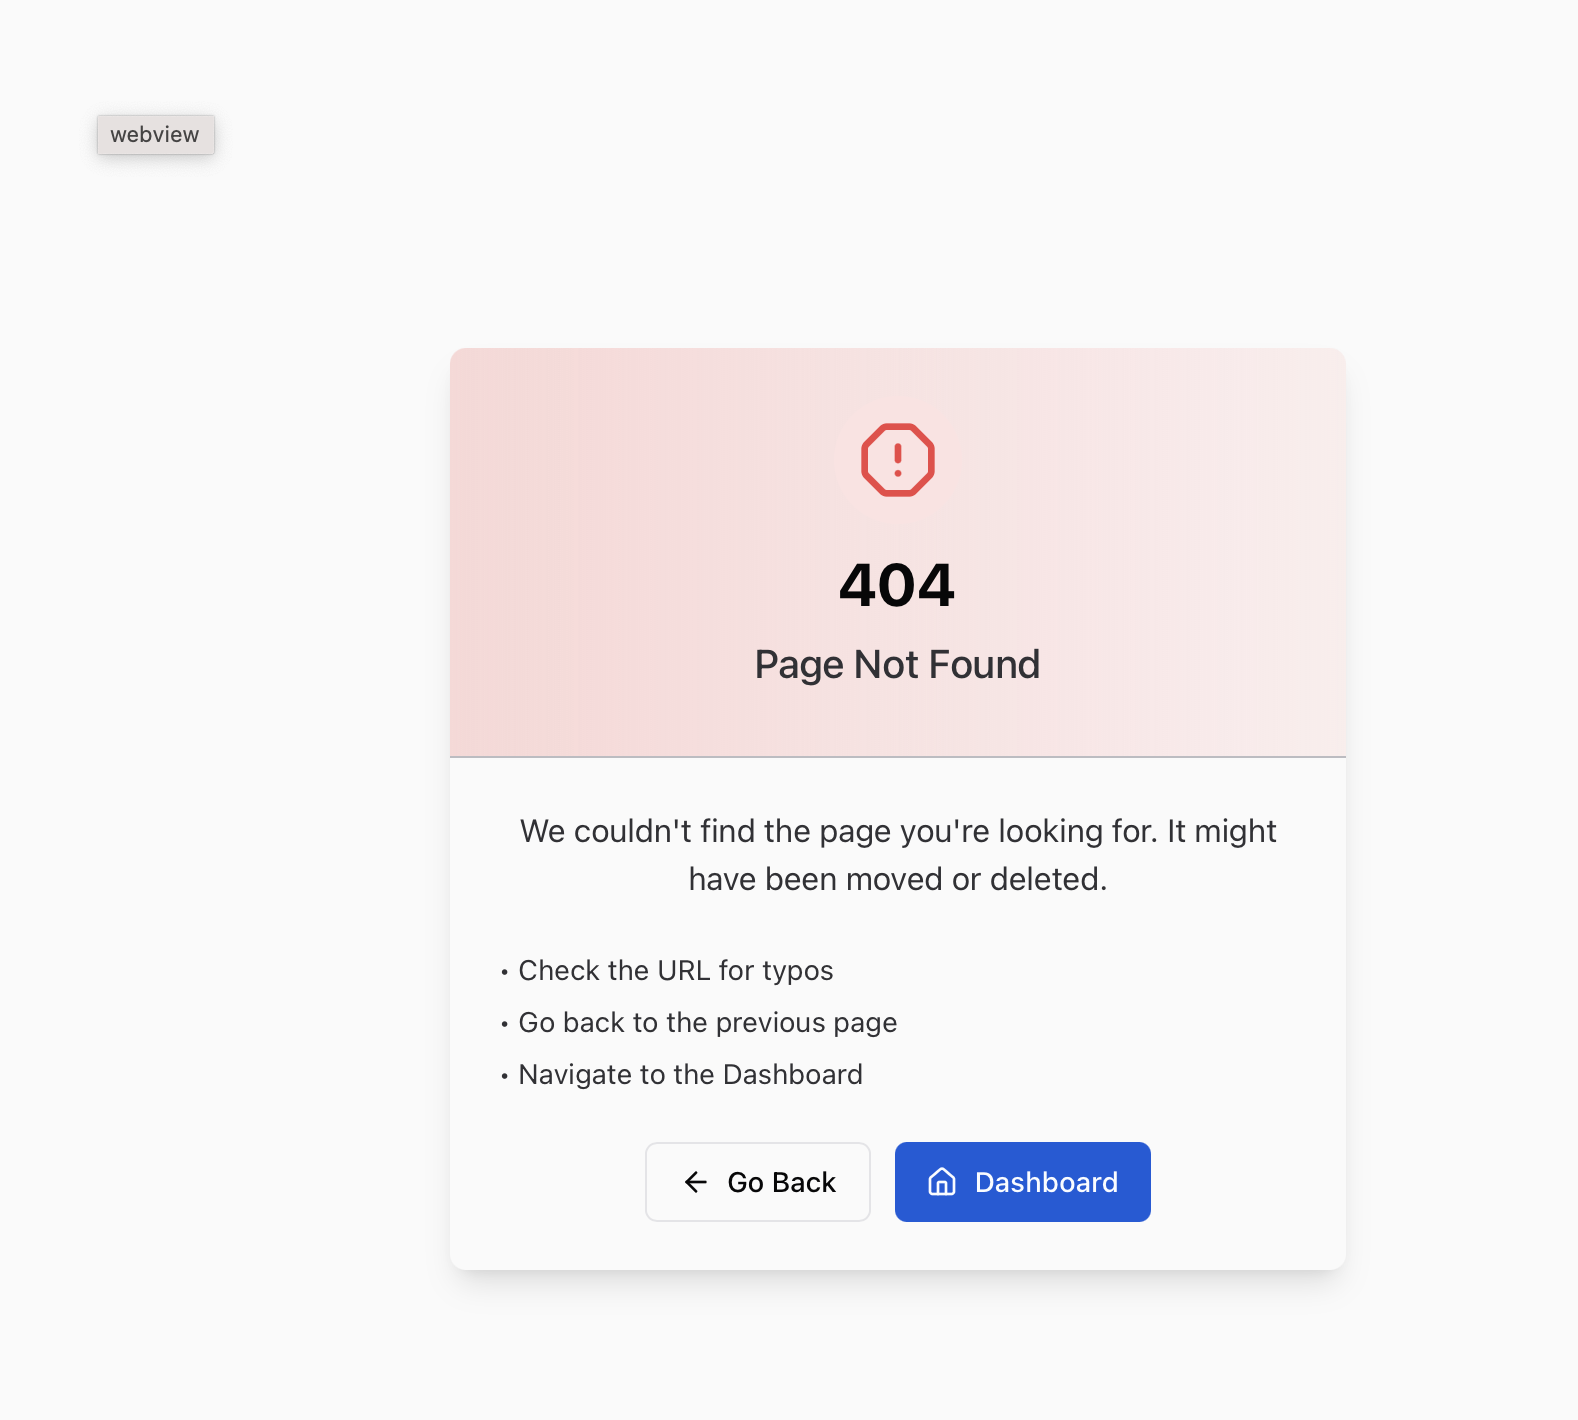 webview
404
Page Not Found
We couldn't find the page you're looking for. It might
have been moved or deleted.
• Check the URL for typos
• Go back to the previous page
• Navigate to the Dashboard
Go Back
Dashboard